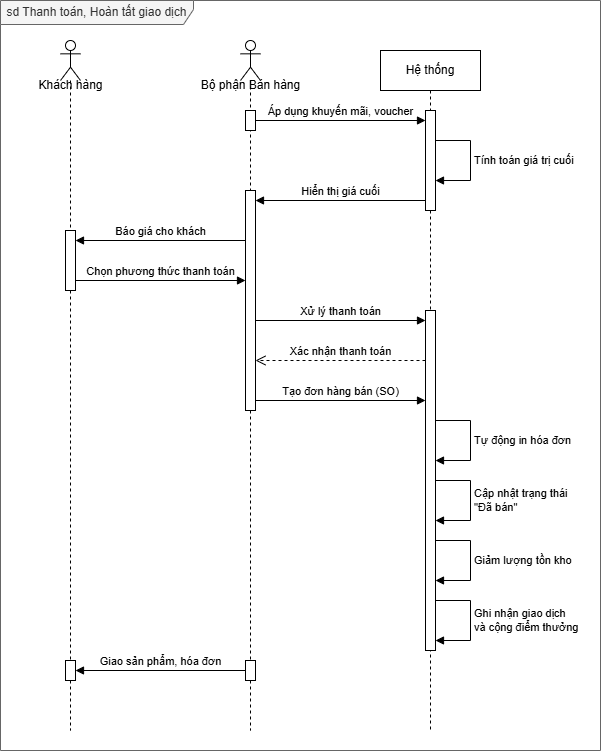 sd Thanh toán, Hoàn tất giao dịch
Khách hàng
Bộ phận Bán hàng
Hệ thống
Áp dụng khuyến mãi, voucher
Tính toán giá trị cuối
Hiển thị giá cuối
Báo giá cho khách
Chọn phương thức thanh toán
Xử lý thanh toán
Xác nhận thanh toán
Tạo đơn hàng bán (SO)
Tự động in hóa đơn
Cập nhật trạng thái
"Đã bán"
Giảm lượng tồn kho
Ghi nhận giao dịch
và cộng điểm thưởng
Giao sản phẩm, hóa đơn